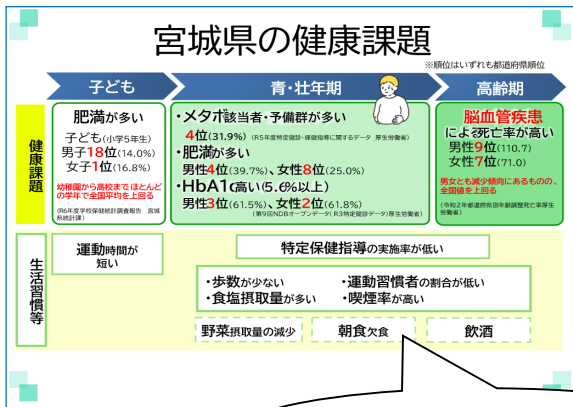 宮城県の健康課題
※順位はいずれも都道府県順位
子ども
青・壮年期
高齢期
健康課題
肥満が多い
子ども(小学5年生)
男子18位(14.0%)
女子1位(16.8%)
幼稚園から高校まで ほとんど
の学年で全国平均を上回る
(R6年度学校保健統計調査報告 宮城
県統計課)
・メタボ該当者・予備群が多い
4位(31.9%) (R5年度特定健診・保健指導に関するデータ 厚生労働省)
・肥満が多い
男性4位(39.7%)、女性8位(25.0%)
・HbA1c高い(5.6%以上)
男性3位(61.5%)、女性2位(61.8%)
(第9回NDBオープンデータ(R3特定健診データ)厚生労働省)
脳血管疾患
による死亡率が高い
男性9位(110.7)
女性7位(71.0)
男女とも減少傾向にあるものの、
全国値を上回る
(令和2年都道府県別年齢調整死亡率厚生
労働省)
生活習慣等
運動時間が
短い
特定保健指導の実施率が低い
・歩数が少ない ・運動習慣者の割合が低い
・食塩摂取量が多い ・喫煙率が高い
野菜摂取量の減少
朝食欠食
飲酒